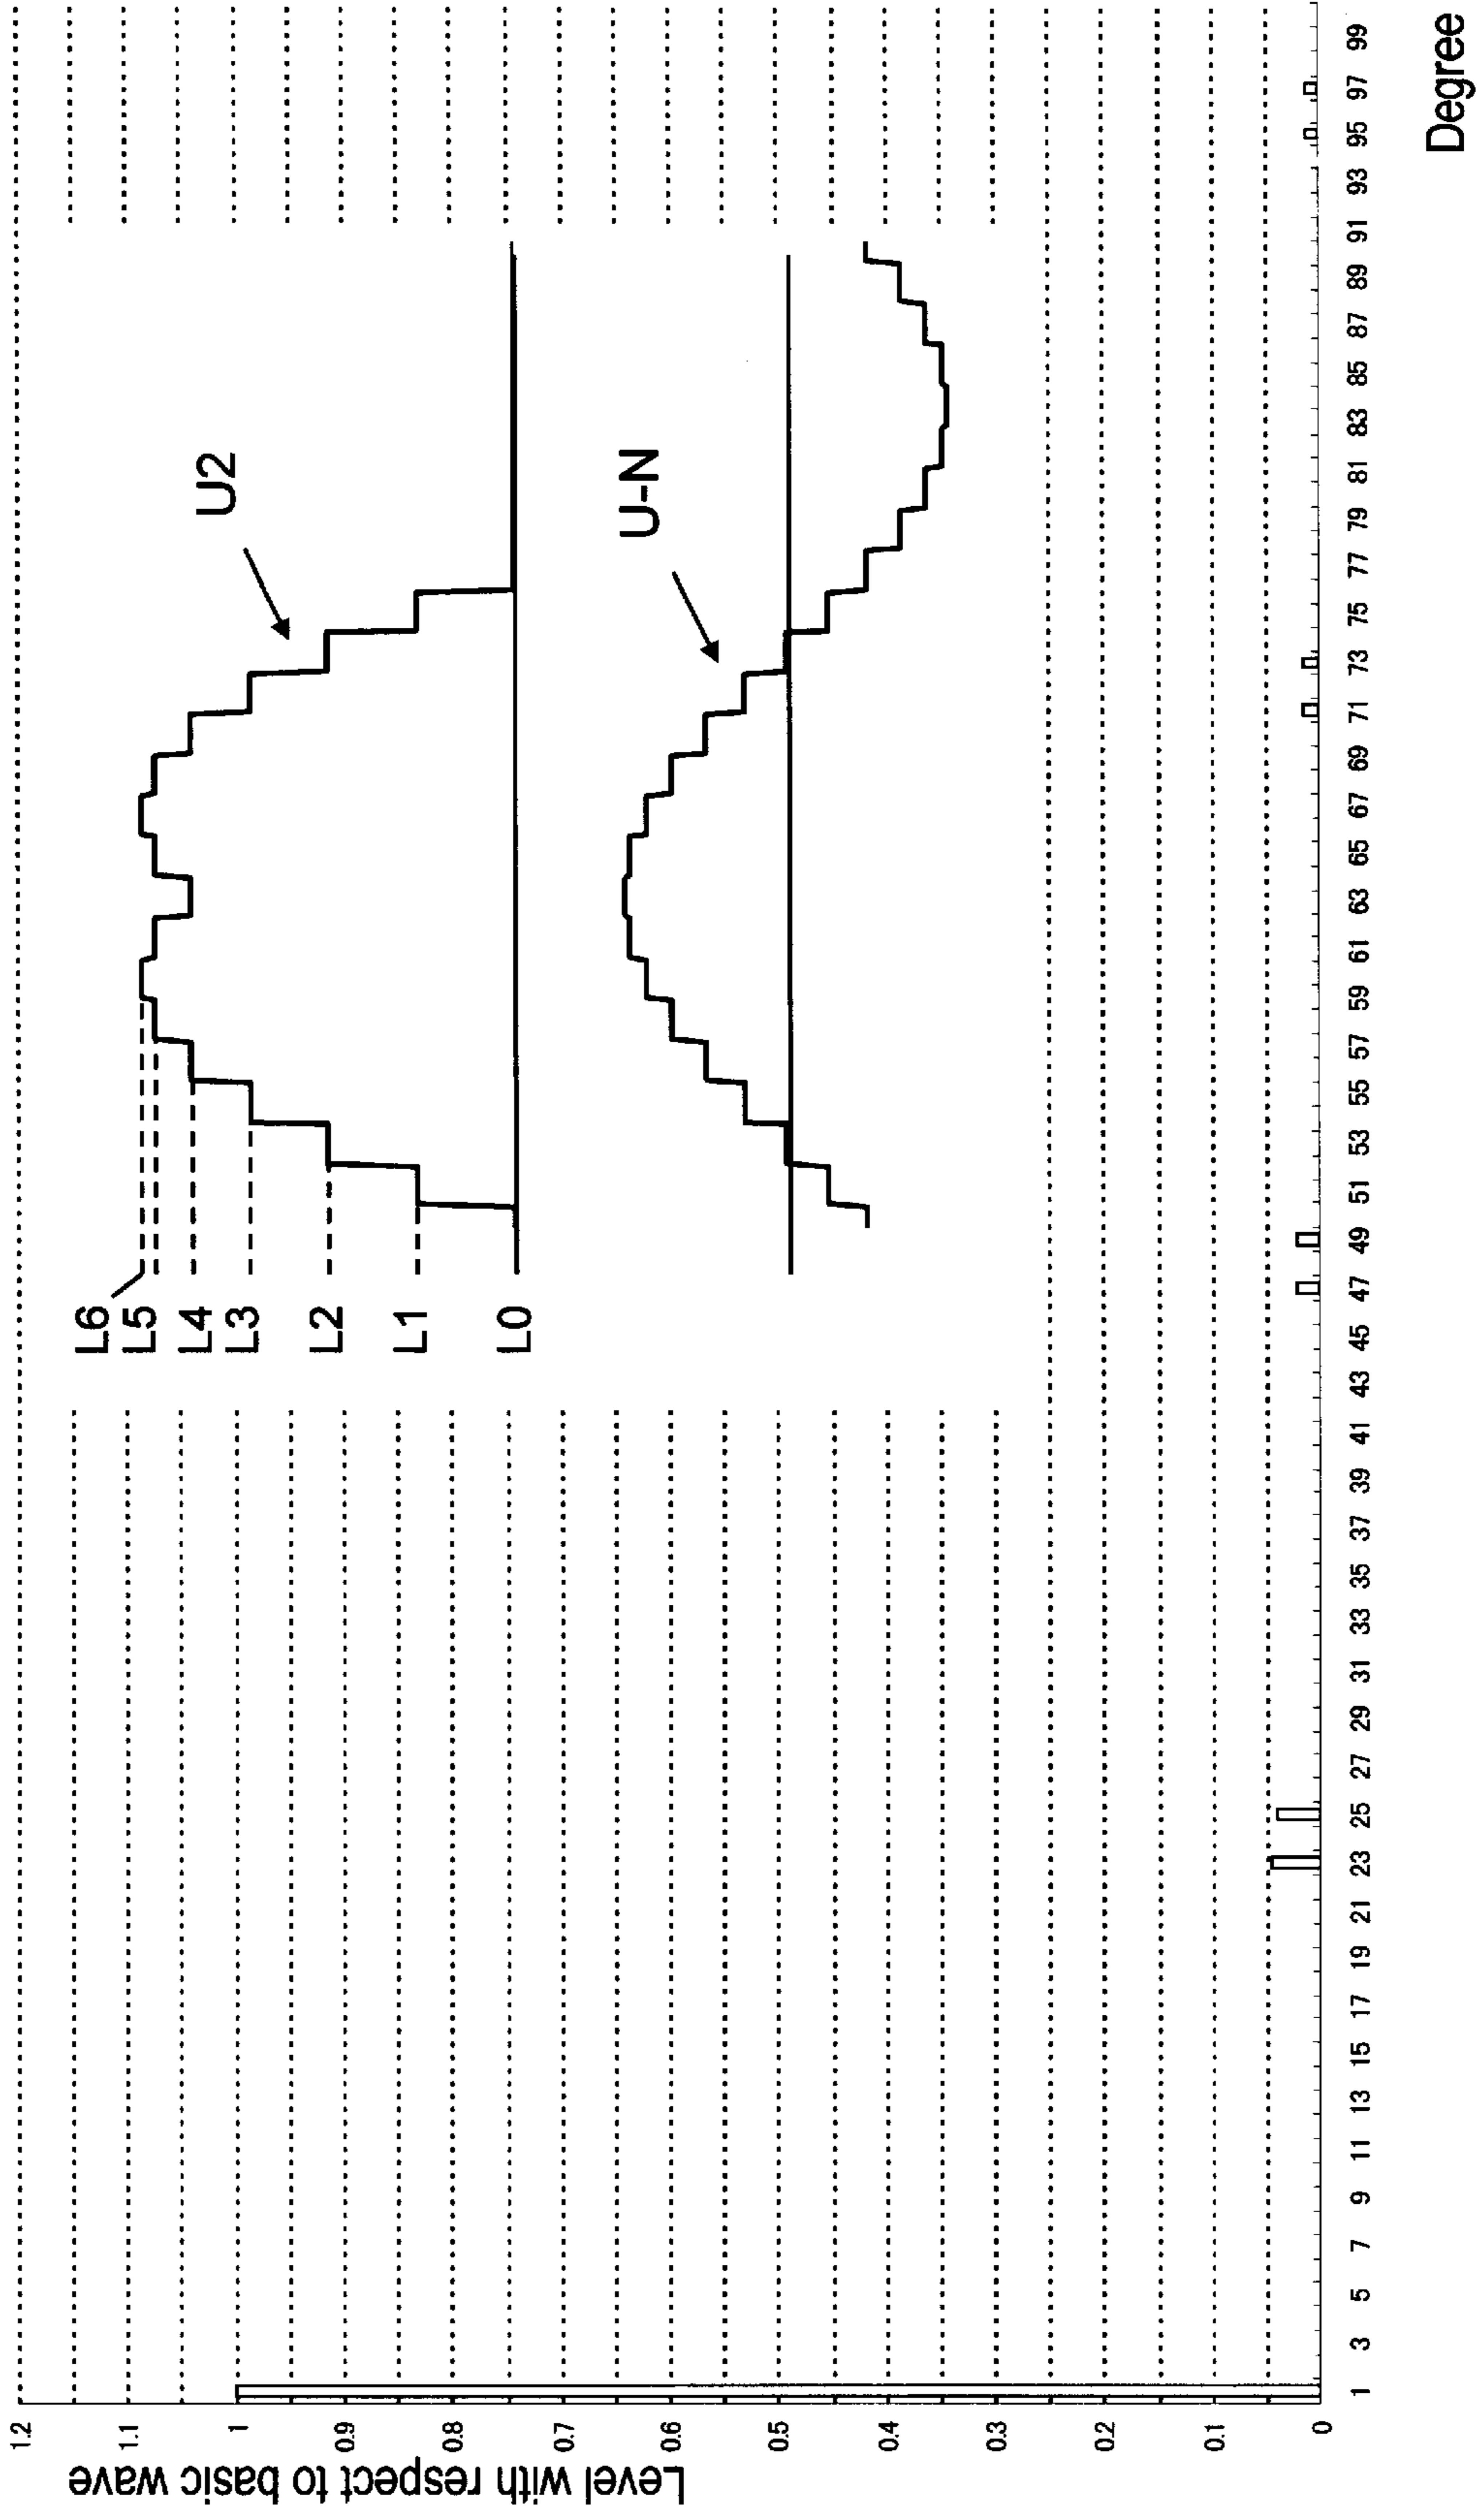 Level with respect to basic wave
1.2
1.1
1
0.9
0.8
0.7
0.6
0.5
0.4
0.3
0.2
0.1
0
L6
L5
L4
L3
L2
L1
L0
U2
U-N
1 3 5 7 9 11 13 15 17 19 21 23 25 27 29 31 33 35 37 39 41 43 45 47 49 51 53 55 57 59 61 63 65 67 69 71 73 75 77 79 81 83 85 87 89 91 93 95 97 99
Degree